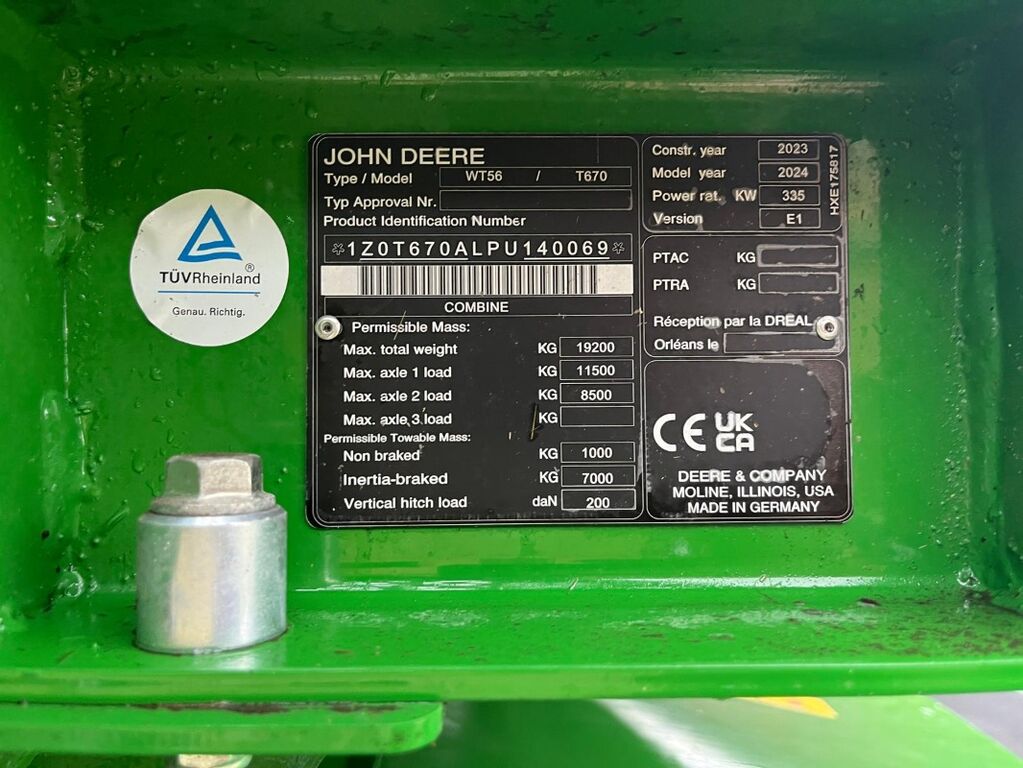 TÜVRheinland®
Genau. Richtig.
JOHN DEERE
Type / Model WT56 / T670
Typ Approval Nr.
Product Identification Number
*1Z0T670ALPU140069*
COMBINE
Permissible Mass:
Max. total weight KG 19200
Max. axle 1 load KG 11500
Max. axle 2 load KG 8500
Max. axle 3 load KG
Permissible Towable Mass:
Non braked KG 1000
Inertia-braked KG 7000
Vertical hitch load daN 200
Constr. year 2023
Model year 2024
Power rat. KW 335
Version E1
HXE175817
PTAC KG
PTRA KG
Réception par la DREAL
Orléans le
CE UK
CA
DEERE & COMPANY
MOLINE, ILLINOIS, USA
MADE IN GERMANY